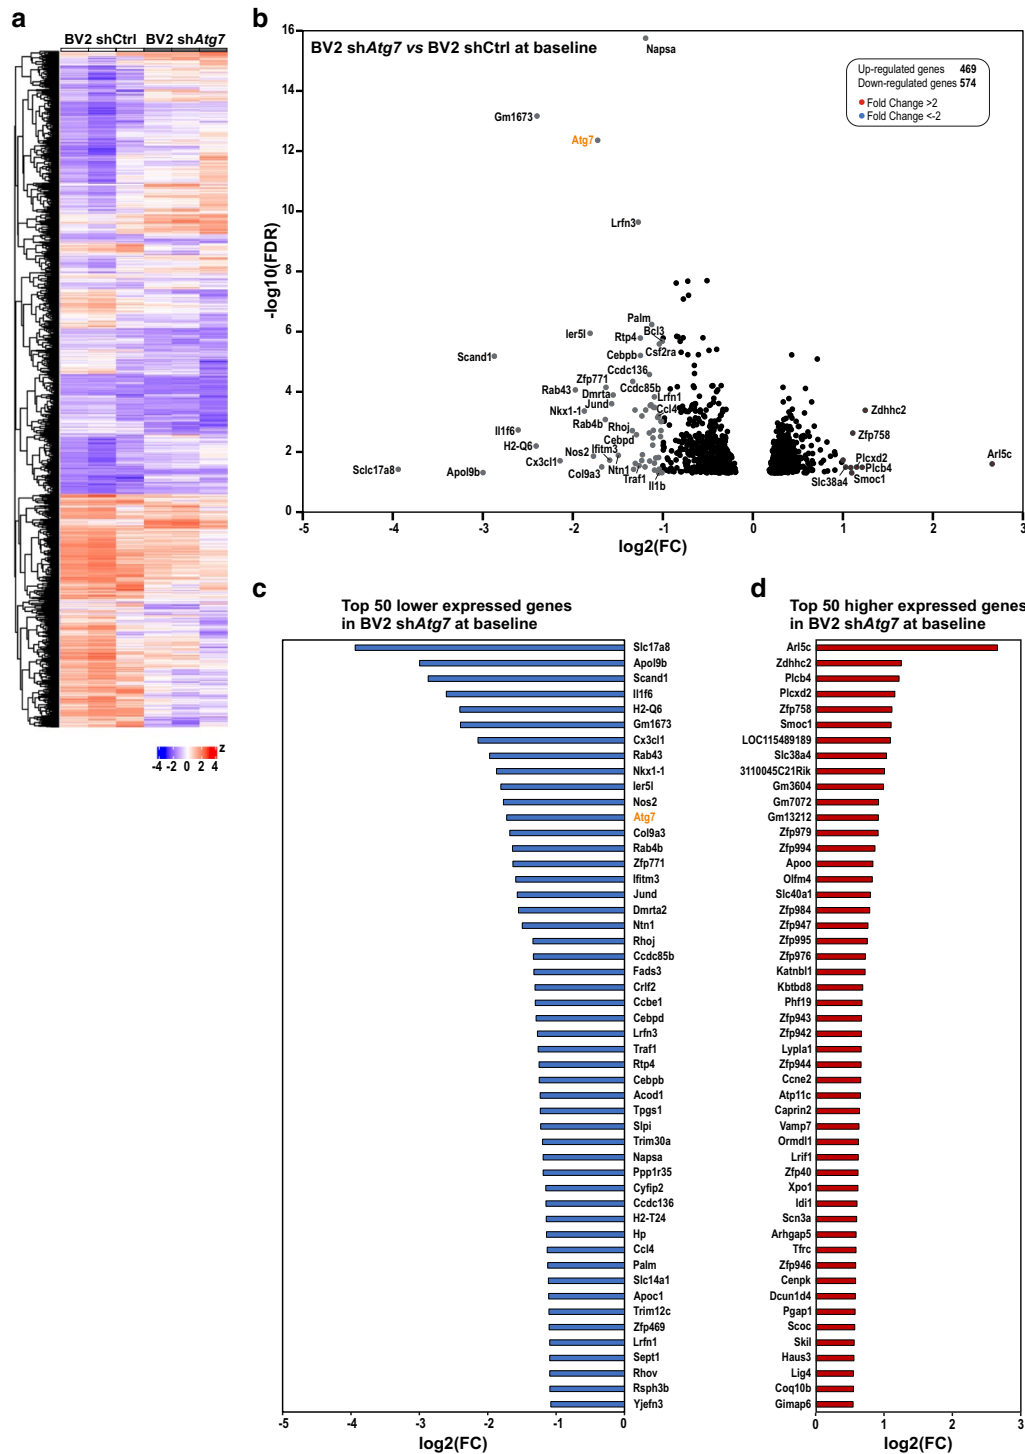 a
BV2 shCtrl BV2 shAtg7
z
-4 -2 0 2 4
b
BV2 shAtg7 vs BV2 shCtrl at baseline
Up-regulated genes 469
Down-regulated genes 574
Fold Change >2
Fold Change <-2
-log10(FDR)
16
14
12
10
8
6
4
2
0
Napsa
Gm1673
Atg7
Lrfn3
Palm
Bcl3
Ier5l
Rtp4
Csf2ra
Scand1
Cebpb
Ccdc136
Zfp771
Ccdc85b
Rab43
Dmrta
Lrfn1
Jund
Ccl4
Nkx1-1
Rab4b
Rhoj
Il1f6
Cebpd
H2-Q6
Nos2
Ifitm3
Cx3cl1
Sclc17a8
Apol9b
Col9a3
Ntn1
Traf1
Il1b
Zdhhc2
Zfp758
Plcxd2
Arl5c
Plcb4
Slc38a4
Smoc1
-5 -4 -3 -2 -1 0 1 2 3
log2(FC)
c
Top 50 lower expressed genes
in BV2 shAtg7 at baseline
Slc17a8
Apol9b
Scand1
Il1f6
H2-Q6
Gm1673
Cx3cl1
Rab43
Nkx1-1
Ier5l
Nos2
Atg7
Col9a3
Rab4b
Zfp771
Ifitm3
Jund
Dmrta2
Ntn1
Rhoj
Ccdc85b
Fads3
Crlf2
Ccbe1
Cebpd
Lrfn3
Traf1
Rtp4
Cebpb
Acod1
Tpgs1
Slpi
Trim30a
Napsa
Ppp1r35
Cyfip2
Ccdc136
H2-T24
Hp
Ccl4
Palm
Slc14a1
Apoc1
Trim12c
Zfp469
Lrfn1
Sept1
Rhov
Rsph3b
Yjefn3
-5 -4 -3 -2 -1 0
log2(FC)
d
Top 50 higher expressed genes
in BV2 shAtg7 at baseline
Arl5c
Zdhhc2
Plcb4
Plcxd2
Zfp758
Smoc1
LOC115489189
Slc38a4
3110045C21Rik
Gm3604
Gm7072
Gm13212
Zfp979
Zfp994
Apoo
Olfm4
Slc40a1
Zfp984
Zfp947
Zfp995
Zfp976
Katnbl1
Kbtbd8
Phf19
Zfp943
Zfp942
Lypla1
Zfp944
Ccne2
Atp11c
Caprin2
Vamp7
Ormdl1
Lrif1
Zfp40
Xpo1
Idi1
Scn3a
Arhgap5
Tfrc
Zfp946
Cenpk
Dcun1d4
Pgap1
Scoc
Skil
Haus3
Lig4
Coq10b
Gimap6
0 1 2 3
log2(FC)